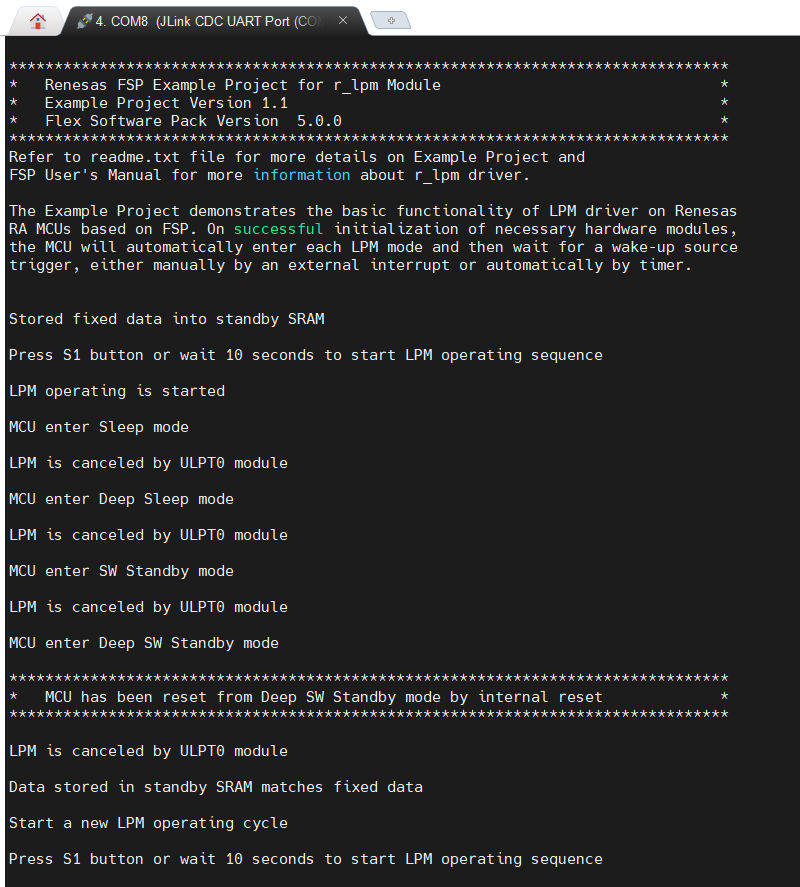 4. COM8 (JLink CDC UART Port (COM
********************************************************************************
* Renesas FSP Example Project for r_lpm Module *
* Example Project Version 1.1 *
* Flex Software Pack Version 5.0.0 *
********************************************************************************
Refer to readme.txt file for more details on Example Project and
FSP User's Manual for more information about r_lpm driver.
The Example Project demonstrates the basic functionality of LPM driver on Renesas
RA MCUs based on FSP. On successful initialization of necessary hardware modules,
the MCU will automatically enter each LPM mode and then wait for a wake-up source
trigger, either manually by an external interrupt or automatically by timer.
Stored fixed data into standby SRAM
Press S1 button or wait 10 seconds to start LPM operating sequence
LPM operating is started
MCU enter Sleep mode
LPM is canceled by ULPT0 module
MCU enter Deep Sleep mode
LPM is canceled by ULPT0 module
MCU enter SW Standby mode
LPM is canceled by ULPT0 module
MCU enter Deep SW Standby mode
********************************************************************************
* MCU has been reset from Deep SW Standby mode by internal reset *
********************************************************************************
LPM is canceled by ULPT0 module
Data stored in standby SRAM matches fixed data
Start a new LPM operating cycle
Press S1 button or wait 10 seconds to start LPM operating sequence